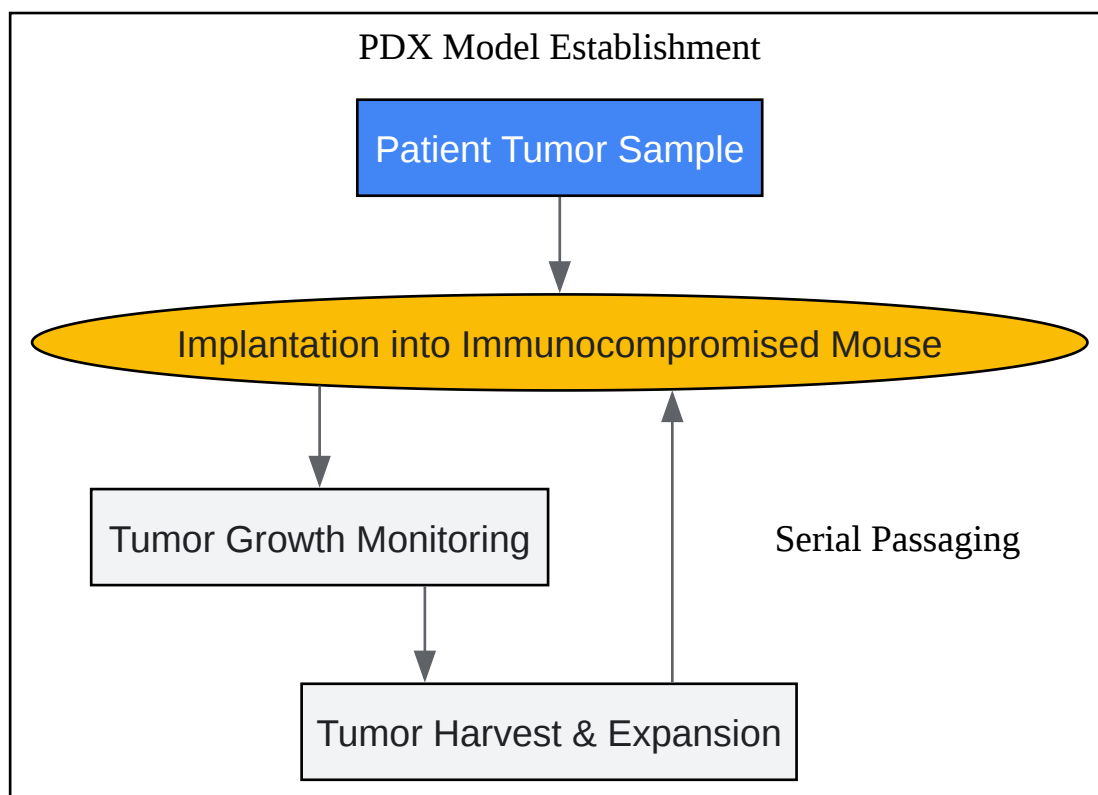 PDX Model Establishment
Patient Tumor Sample
Implantation into Immunocompromised Mouse
Tumor Growth Monitoring
Serial Passaging
Tumor Harvest & Expansion